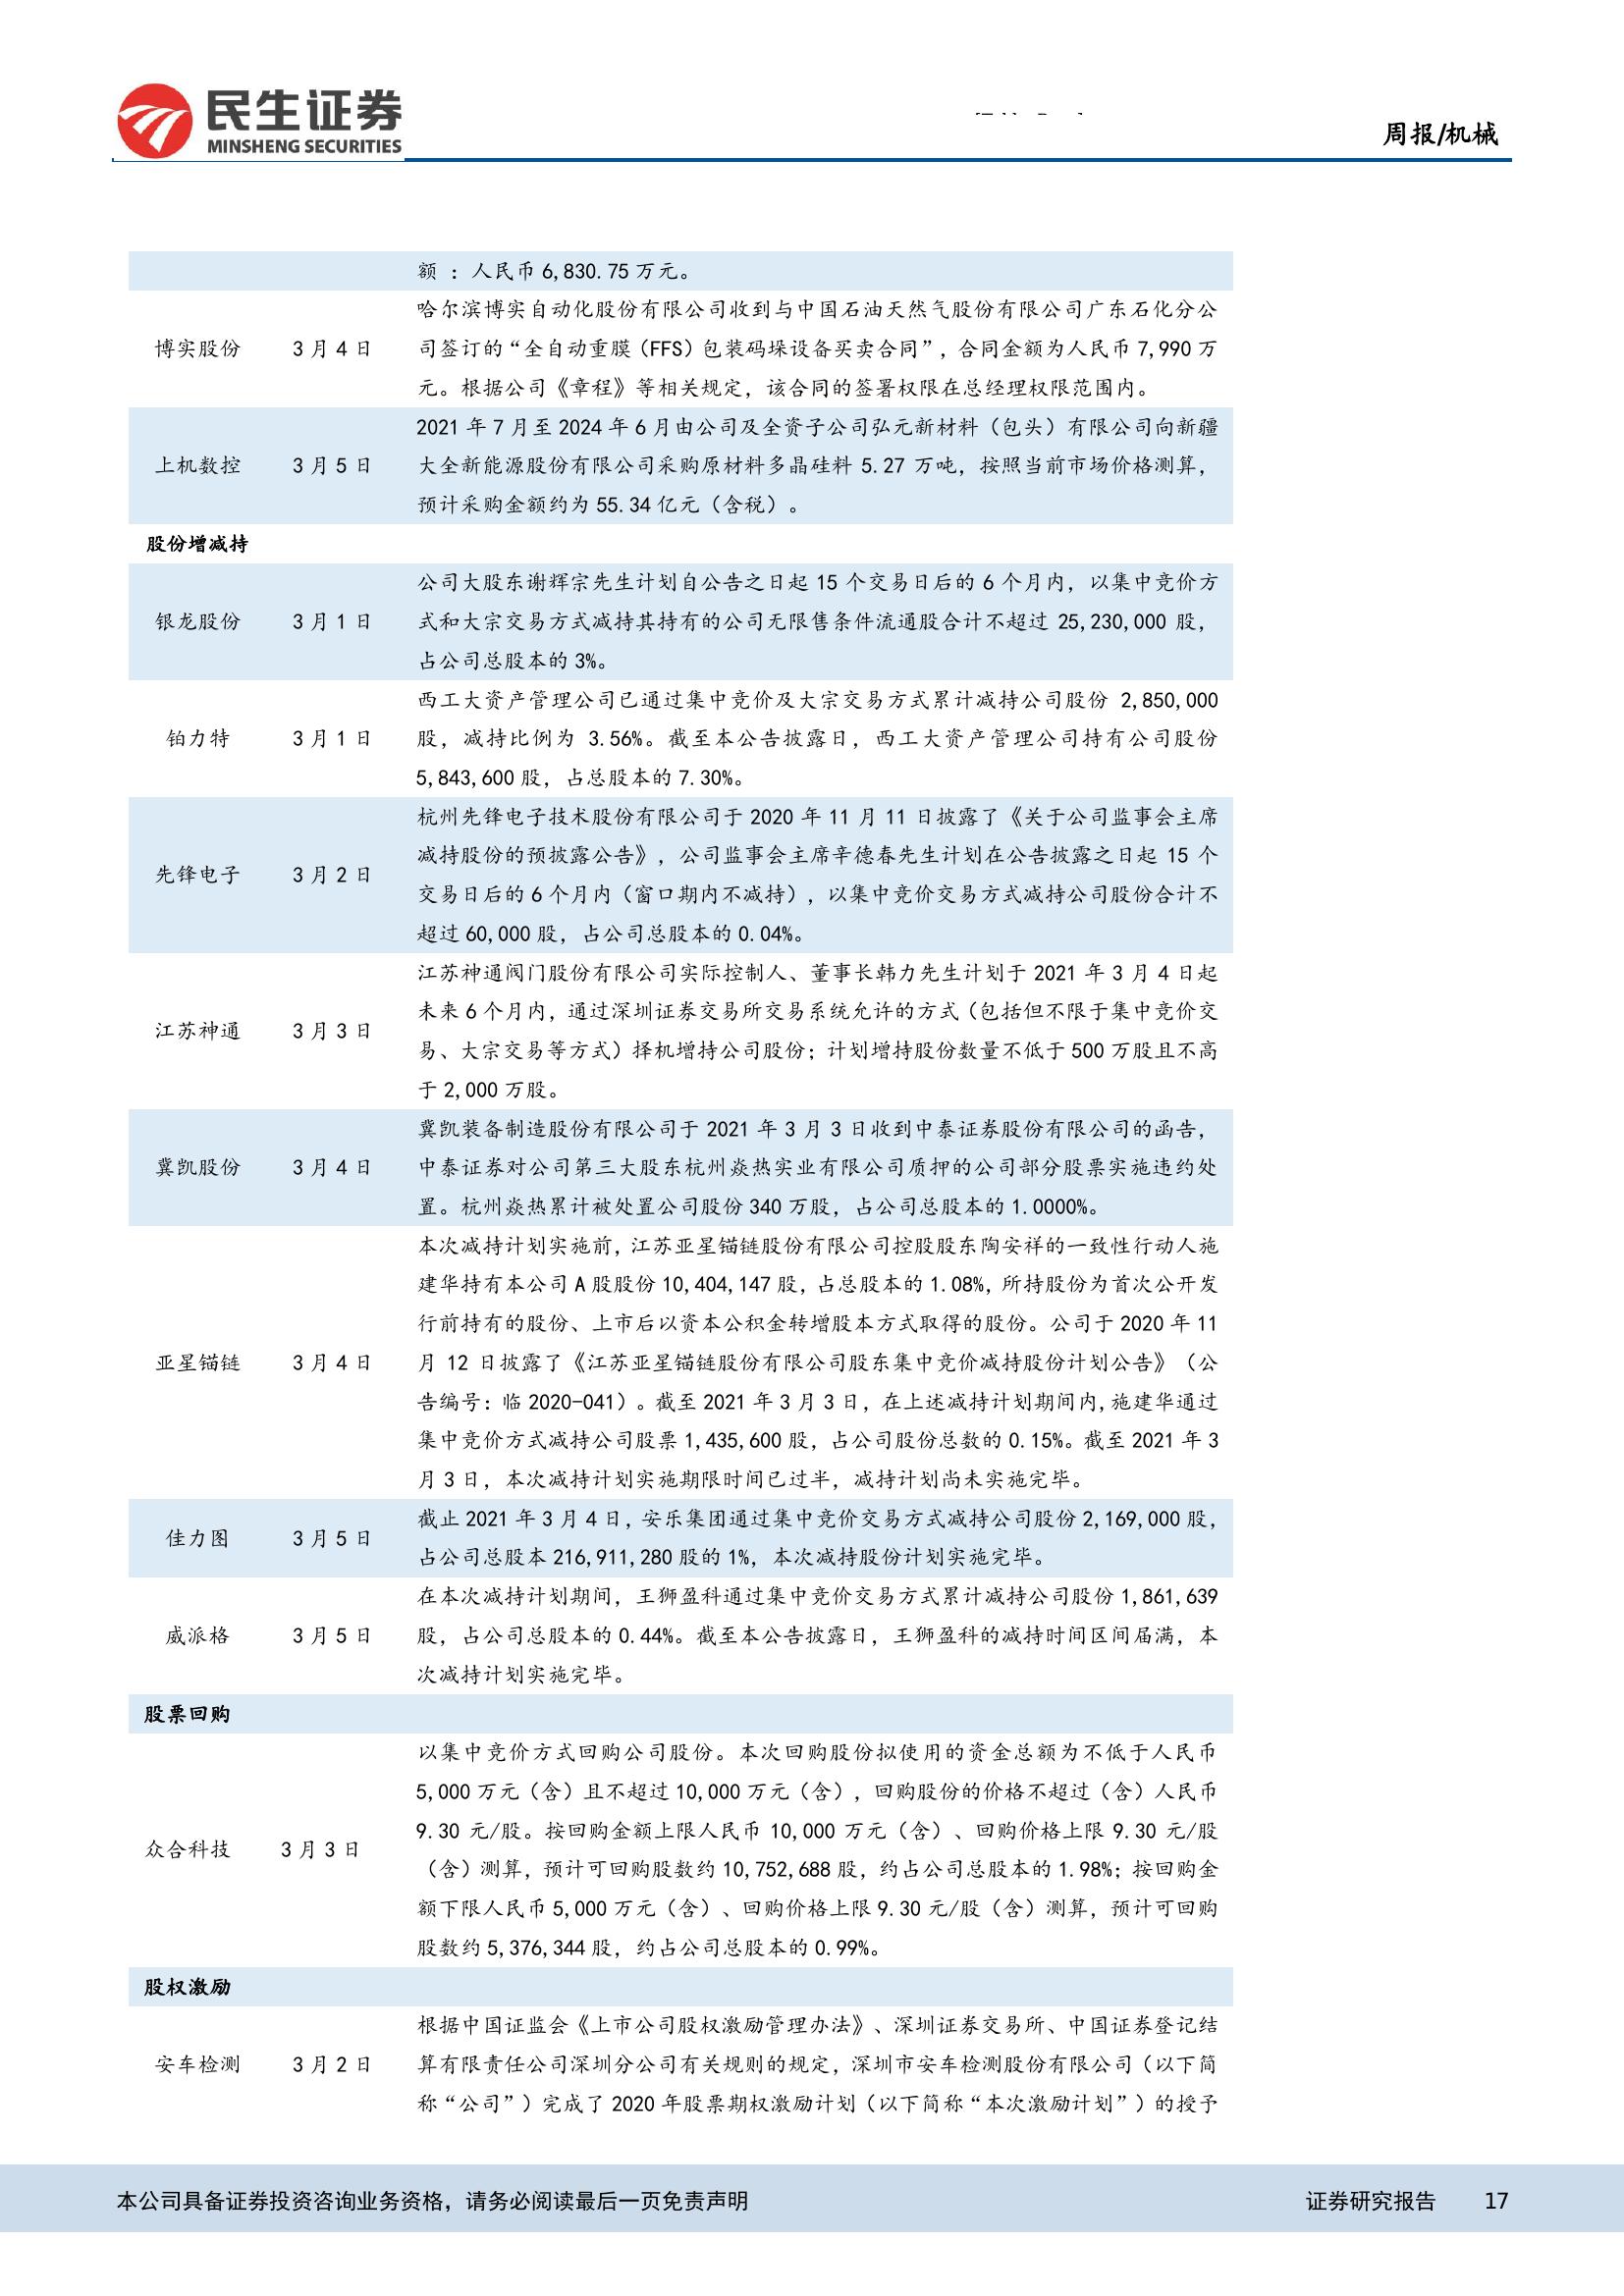 民生证券
MINSHENG SECURITIES
周报/机械
额 ：人民币 6,830.75 万元。
哈尔滨博实自动化股份有限公司收到与中国石油天然气股份有限公司广东石化分公
博实股份 3 月 4 日 司签订的“全自动重膜（FFS）包装码垛设备买卖合同”，合同金额为人民币 7,990 万
元。根据公司《章程》等相关规定，该合同的签署权限在总经理权限范围内。
2021 年 7 月至 2024 年 6 月由公司及全资子公司弘元新材料（包头）有限公司向新疆
上机数控 3 月 5 日 大全新能源股份有限公司采购原材料多晶硅料 5.27 万吨，按照当前市场价格测算，
预计采购金额约为 55.34 亿元（含税）。
股份增减持
公司大股东谢辉宗先生计划自公告之日起 15 个交易日后的 6 个月内，以集中竞价方
银龙股份 3 月 1 日 式和大宗交易方式减持其持有的公司无限售条件流通股合计不超过 25,230,000 股，
占公司总股本的 3%。
西工大资产管理公司已通过集中竞价及大宗交易方式累计减持公司股份 2,850,000
铂力特 3 月 1 日 股，减持比例为 3.56%。截至本公告披露日，西工大资产管理公司持有公司股份
5,843,600 股，占总股本的 7.30%。
杭州先锋电子技术股份有限公司于 2020 年 11 月 11 日披露了《关于公司监事会主席
减持股份的预披露公告》，公司监事会主席辛德春先生计划在公告披露之日起 15 个
先锋电子 3 月 2 日
交易日后的 6 个月内（窗口期内不减持），以集中竞价交易方式减持公司股份合计不
超过 60,000 股，占公司总股本的 0.04%。
江苏神通阀门股份有限公司实际控制人、董事长韩力先生计划于 2021 年 3 月 4 日起
未来 6 个月内，通过深圳证券交易所交易系统允许的方式（包括但不限于集中竞价交
江苏神通 3 月 3 日
易、大宗交易等方式）择机增持公司股份；计划增持股份数量不低于 500 万股且不高
于 2,000 万股。
冀凯装备制造股份有限公司于 2021 年 3 月 3 日收到中泰证券股份有限公司的函告，
冀凯股份 3 月 4 日 中泰证券对公司第三大股东杭州焱热实业有限公司质押的公司部分股票实施违约处
置。杭州焱热累计被处置公司股份 340 万股，占公司总股本的 1.0000%。
本次减持计划实施前，江苏亚星锚链股份有限公司控股股东陶安祥的一致性行动人施
建华持有本公司 A 股股份 10,404,147 股，占总股本的 1.08%，所持股份为首次公开发
行前持有的股份、上市后以资本公积金转增股本方式取得的股份。公司于 2020 年 11
亚星锚链 3 月 4 日 月 12 日披露了《江苏亚星锚链股份有限公司股东集中竞价减持股份计划公告》（公
告编号：临 2020-041）。截至 2021 年 3 月 3 日，在上述减持计划期间内，施建华通过
集中竞价方式减持公司股票 1,435,600 股，占公司股份总数的 0.15%。截至 2021 年 3
月 3 日，本次减持计划实施期限时间已过半，减持计划尚未实施完毕。
佳力图 3 月 5 日 截止 2021 年 3 月 4 日，安乐集团通过集中竞价交易方式减持公司股份 2,169,000 股，
占公司总股本 216,911,280 股的 1%，本次减持股份计划实施完毕。
在本次减持计划期间，王狮盈科通过集中竞价交易方式累计减持公司股份 1,861,639
威派格 3 月 5 日 股，占公司总股本的 0.44%。截至本公告披露日，王狮盈科的减持时间区间届满，本
次减持计划实施完毕。
股票回购
以集中竞价方式回购公司股份。本次回购股份拟使用的资金总额为不低于人民币
5,000 万元（含）且不超过 10,000 万元（含），回购股份的价格不超过（含）人民币
9.30 元/股。按回购金额上限人民币 10,000 万元（含）、回购价格上限 9.30 元/股
众合科技 3 月 3 日
（含）测算，预计可回购股数约 10,752,688 股，约占公司总股本的 1.98%；按回购金
额下限人民币 5,000 万元（含）、回购价格上限 9.30 元/股（含）测算，预计可回购
股数约 5,376,344 股，约占公司总股本的 0.99%。
股权激励
根据中国证监会《上市公司股权激励管理办法》、深圳证券交易所、中国证券登记结
安车检测 3 月 2 日 算有限责任公司深圳分公司有关规则的规定，深圳市安车检测股份有限公司（以下简
称“公司”）完成了 2020 年股票期权激励计划（以下简称“本次激励计划”）的授予
本公司具备证券投资咨询业务资格，请务必阅读最后一页免责声明 证券研究报告 17